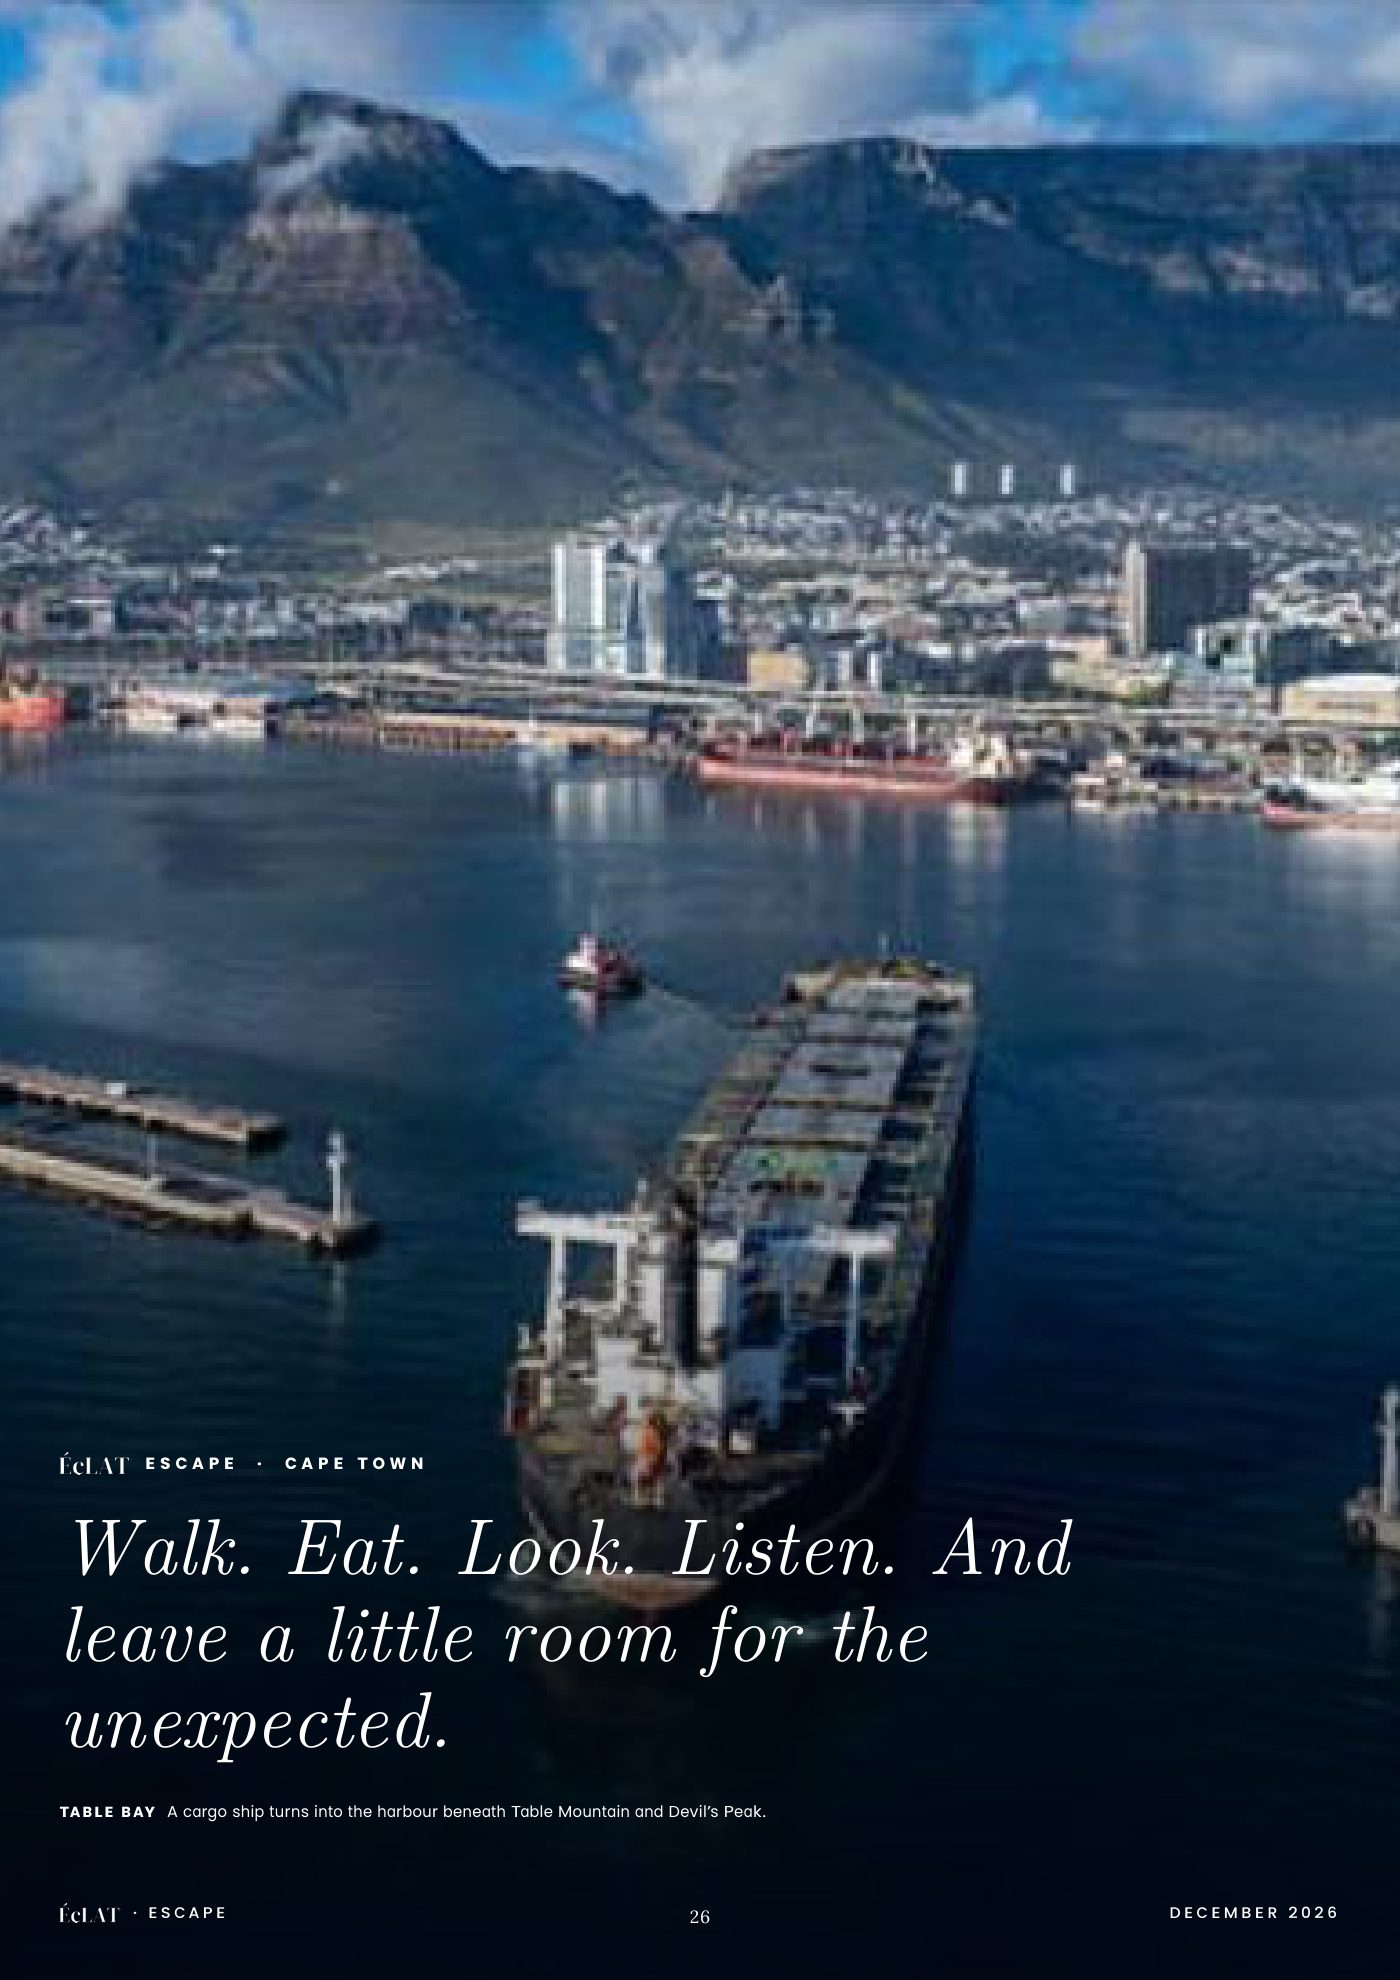 ÉcLAT ESCAPE · CAPE TOWN
Walk. Eat. Look. Listen. And
leave a little room for the
unexpected.
TABLE BAY A cargo ship turns into the harbour beneath Table Mountain and Devil’s Peak.
ÉcLAT · ESCAPE 26 DECEMBER 2026